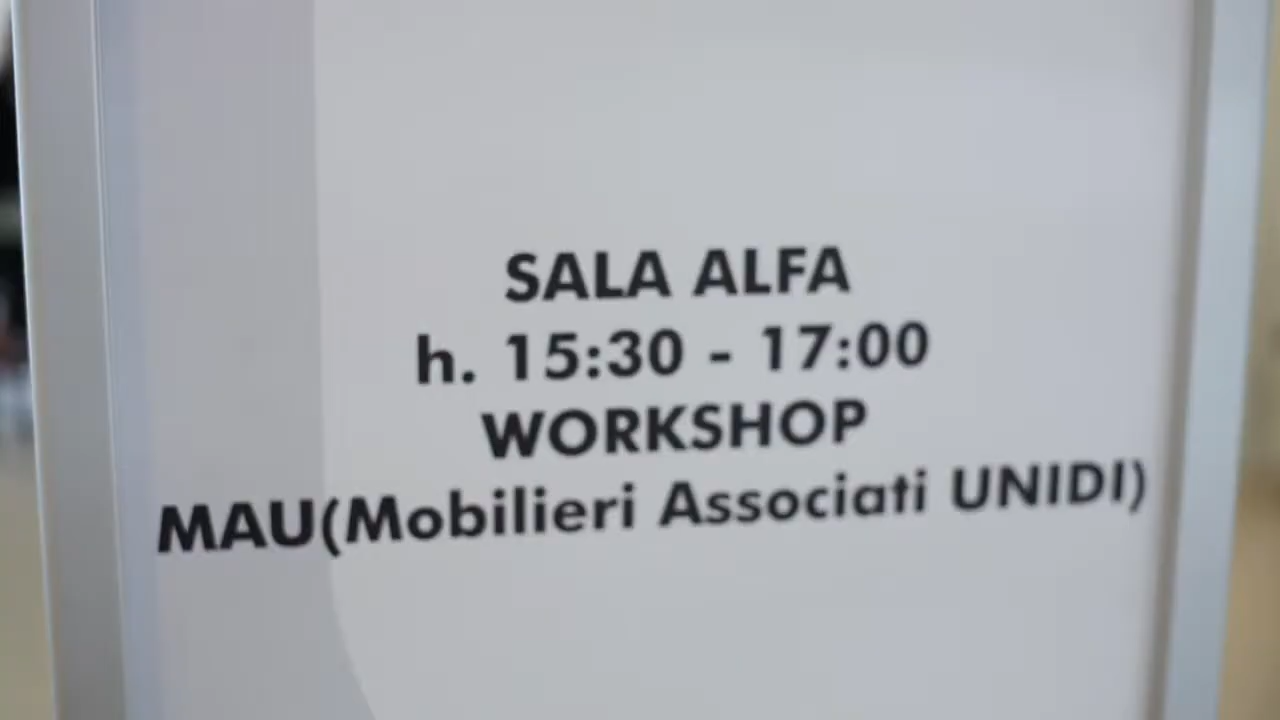 SALA ALFA
h. 15:30 - 17:00
WORKSHOP
MAU(Mobilieri Associati UNIDI)